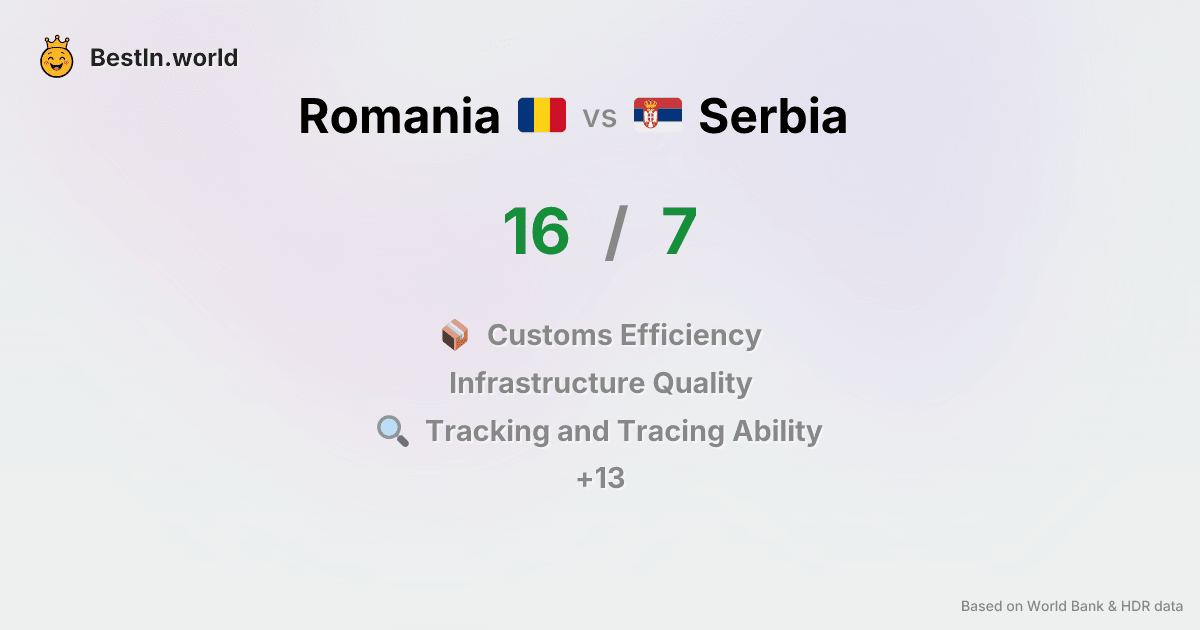 BestIn.world
Romania vs Serbia
16 / 7
Customs Efficiency
Infrastructure Quality
Tracking and Tracing Ability
+13
Based on World Bank & HDR data